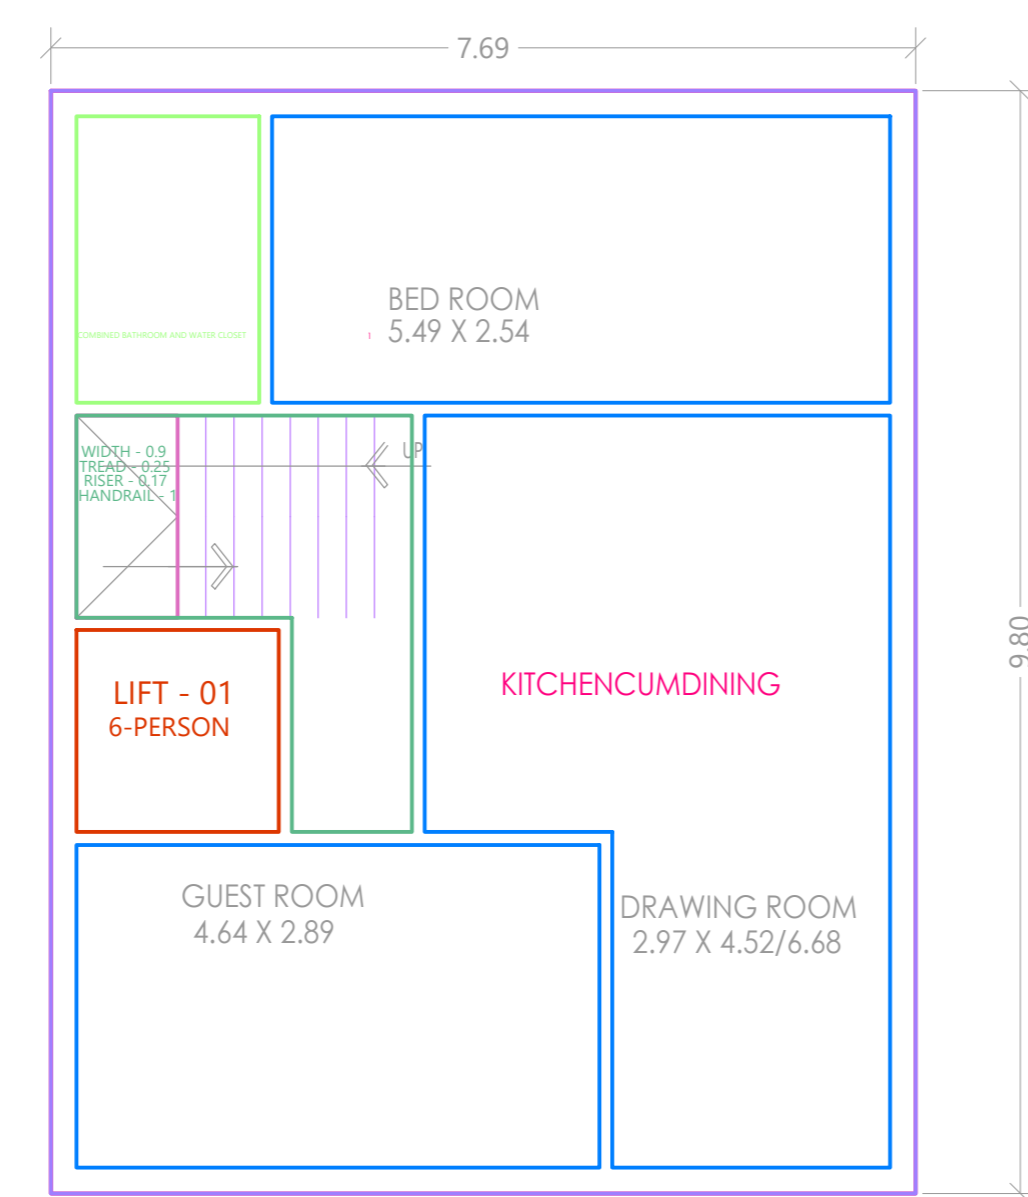 7.69
BED ROOM
5.49 X 2.54
COMBINED BATHROOM AND WATER CLOSET
1
UP
WIDTH - 0.9
TREAD - 0.25
RISER - 0.17
HANDRAIL - 1
9.80
LIFT - 01
6-PERSON
KITCHENCUMDINING
GUEST ROOM
4.64 X 2.89
DRAWING ROOM
2.97 X 4.52/6.68